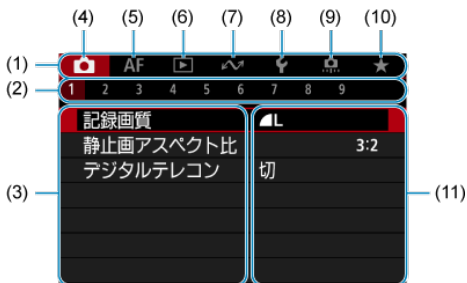 (4) (5) (6) (7) (8) (9) (10)
(1) AF
(2) 1 2 3 4 5 6 7 8 9
記録画質 L
静止画アスペクト比 3:2
デジタルテレコン 切
(3) (11)